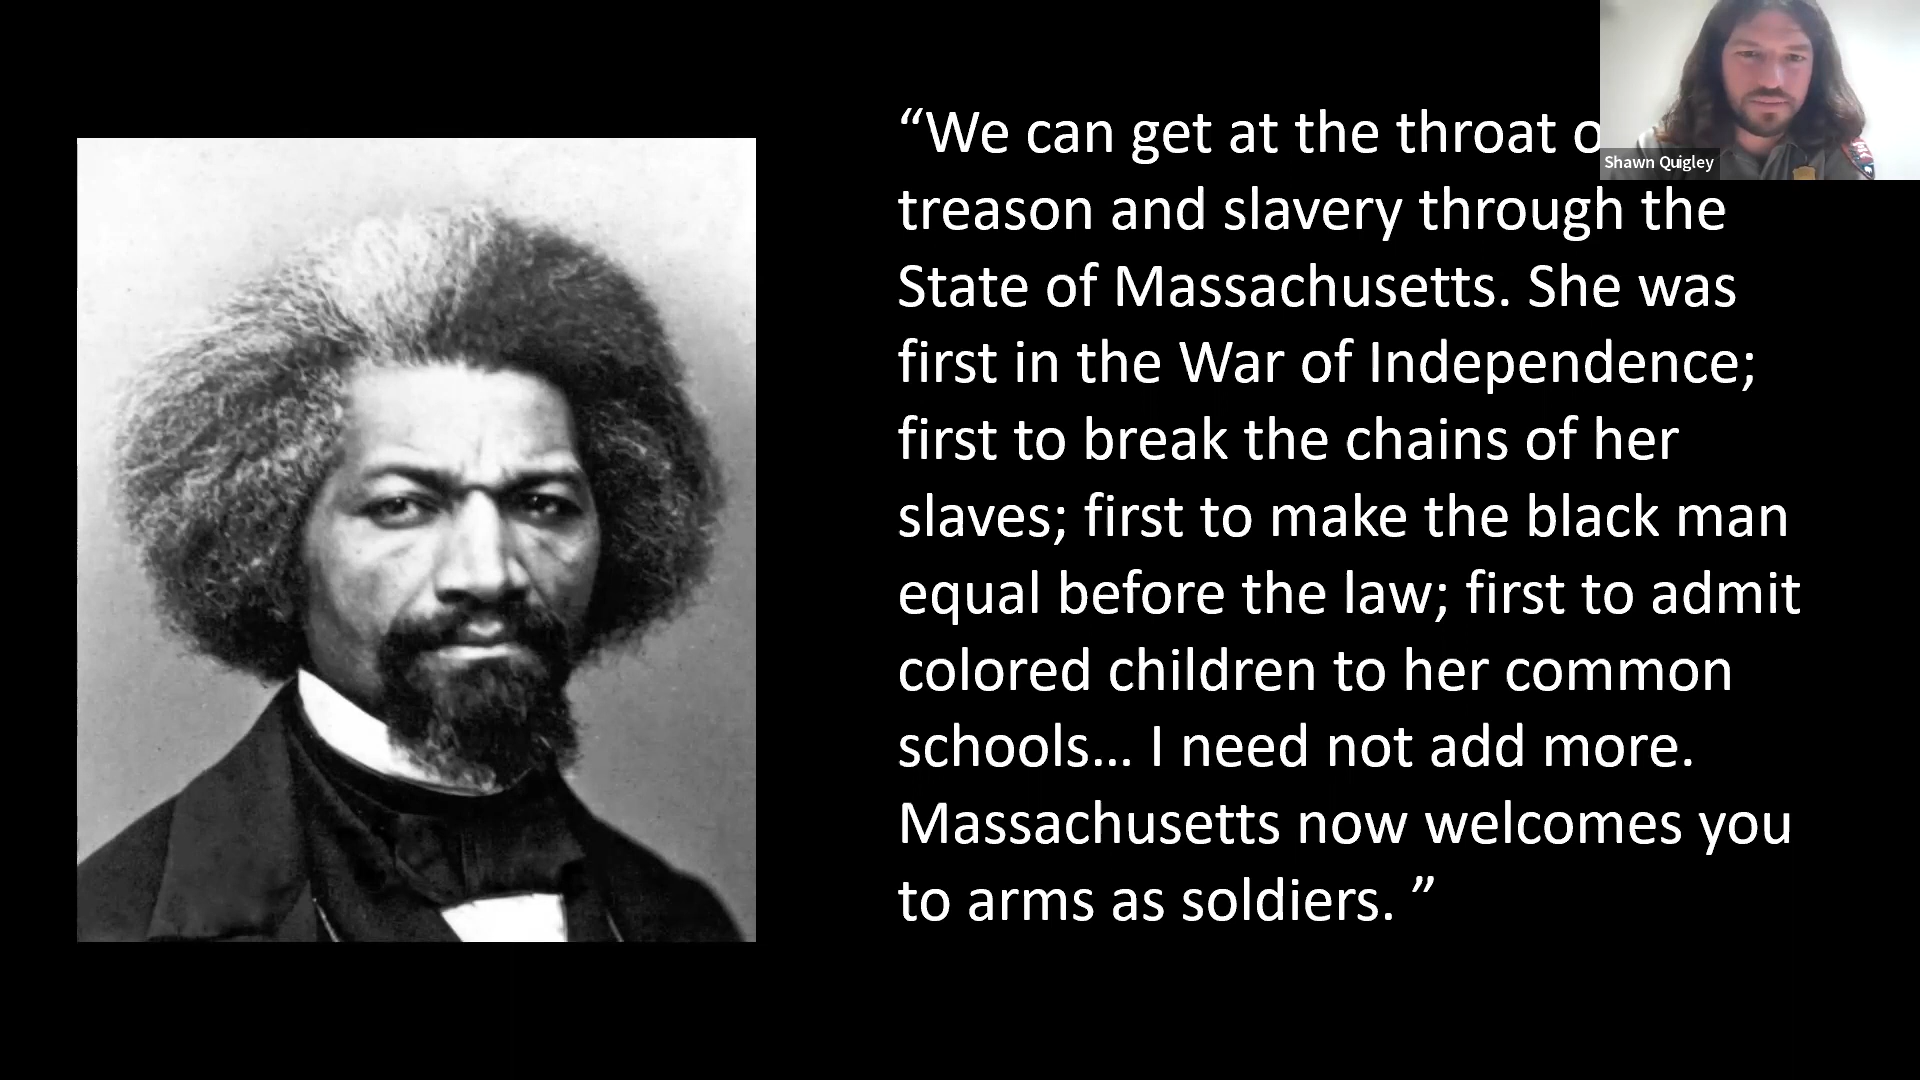 “We can get at the throat
treason and slavery through the
State of Massachusetts. She was
first in the War of Independence;
first to break the chains of her
slaves; first to make the black man
equal before the law; first to admit
colored children to her common
schools… I need not add more.
Massachusetts now welcomes you
to arms as soldiers. ”
Shawn Quigley